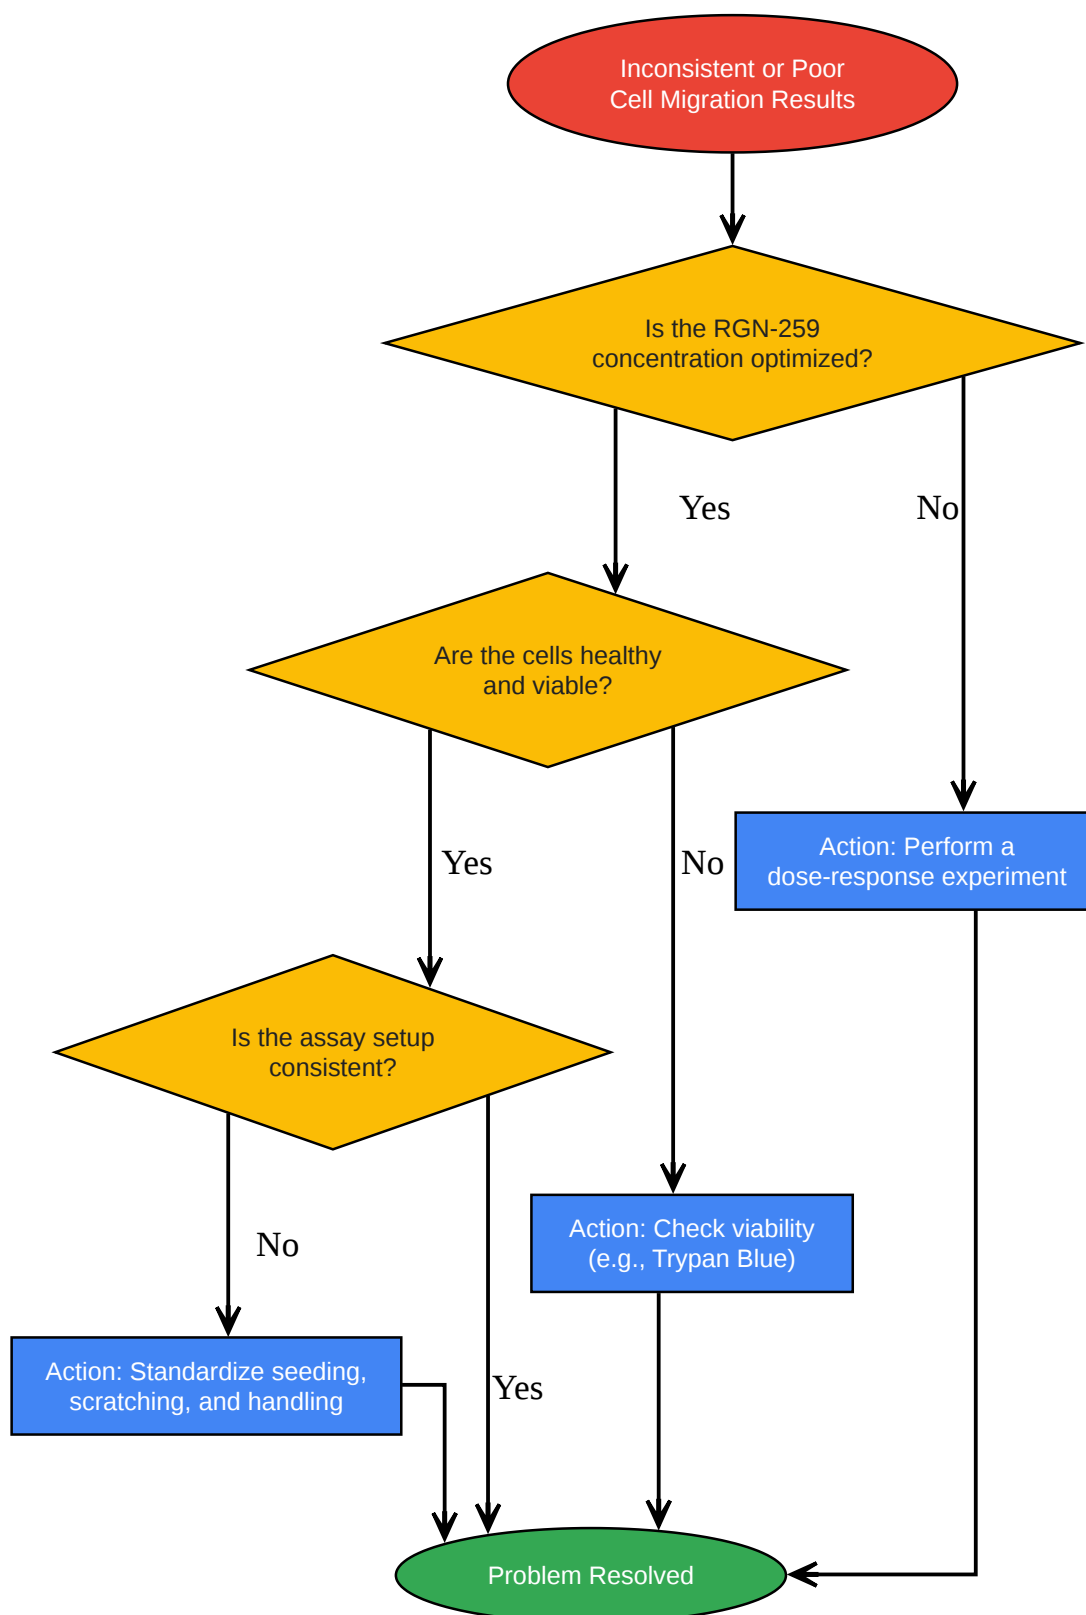 Inconsistent or Poor
Cell Migration Results
Is the RGN-259
concentration optimized?
Yes
No
Are the cells healthy
and viable?
Yes
No
Action: Perform a
dose-response experiment
Is the assay setup
consistent?
No
Yes
Action: Check viability
(e.g., Trypan Blue)
Action: Standardize seeding,
scratching, and handling
Problem Resolved